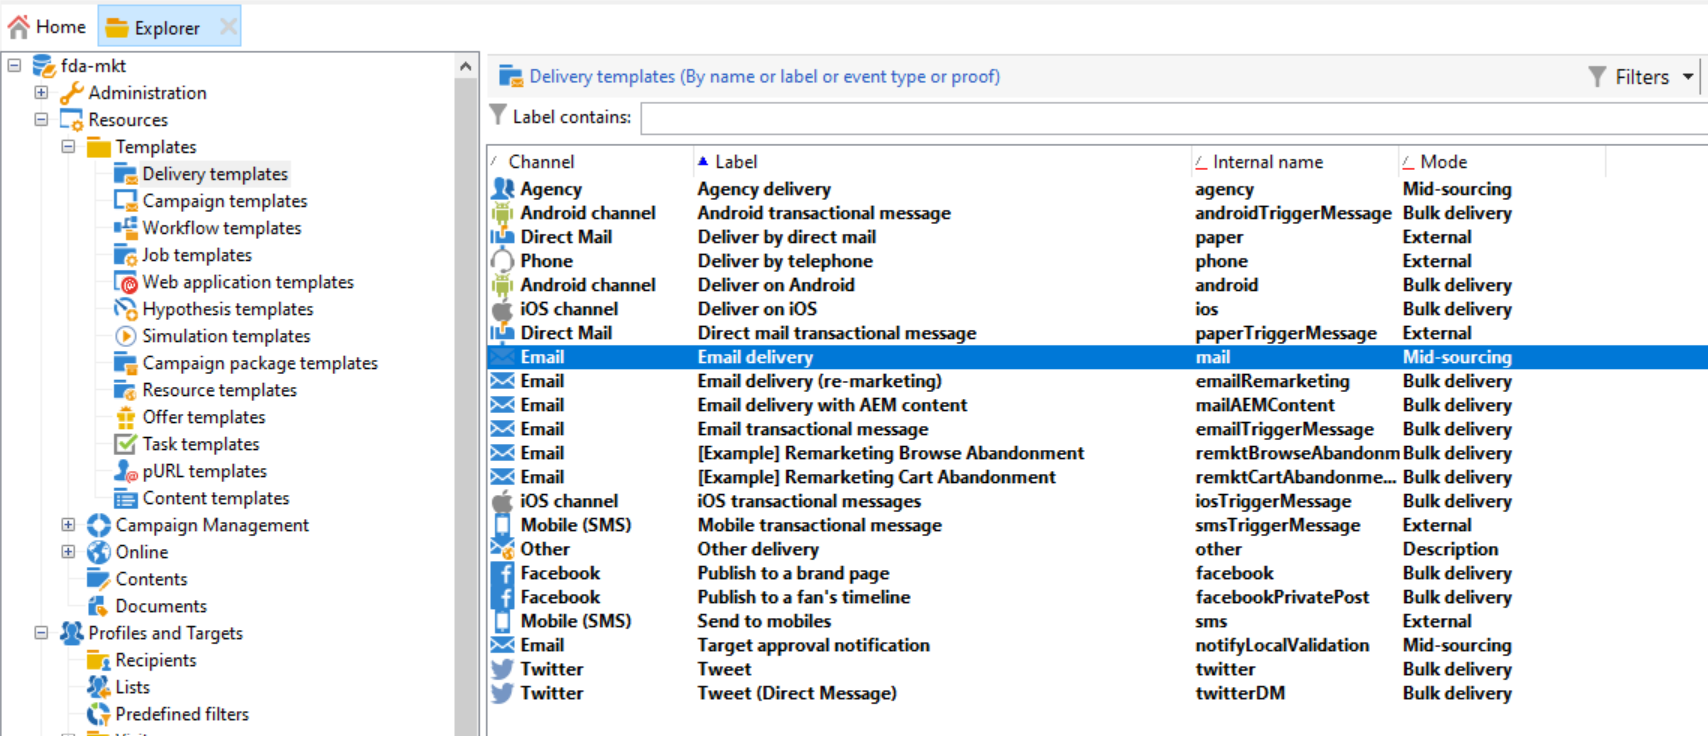 Home
Explorer
fda-mkt
Administration
Resources
Templates
Delivery templates
Campaign templates
Workflow templates
Job templates
Web application templates
Hypothesis templates
Simulation templates
Campaign package templates
Resource templates
Offer templates
Task templates
pURL templates
Content templates
Campaign Management
Online
Contents
Documents
Profiles and Targets
Recipients
Lists
Predefined filters
Delivery templates (By name or label or event type or proof)
Filters
Label contains:
Channel Label Internal name Mode
Agency Agency delivery agency Mid-sourcing
Android channel Android transactional message androidTriggerMessage Bulk delivery
Direct Mail Deliver by direct mail paper External
Phone Deliver by telephone phone External
Android channel Deliver on Android android Bulk delivery
iOS channel Deliver on iOS ios Bulk delivery
Direct Mail Direct mail transactional message paperTriggerMessage External
Email Email delivery mail Mid-sourcing
Email Email delivery (re-marketing) emailRemarketing Bulk delivery
Email Email delivery with AEM content mailAEMContent Bulk delivery
Email Email transactional message emailTriggerMessage Bulk delivery
Email [Example] Remarketing Browse Abandonment remktBrowseAbandonm Bulk delivery
Email [Example] Remarketing Cart Abandonment remktCartAbandonme... Bulk delivery
iOS channel iOS transactional messages iosTriggerMessage Bulk delivery
Mobile (SMS) Mobile transactional message smsTriggerMessage External
Other Other delivery other Description
Facebook Publish to a brand page facebook Bulk delivery
Facebook Publish to a fan's timeline facebookPrivatePost Bulk delivery
Mobile (SMS) Send to mobiles sms External
Email Target approval notification notifyLocalValidation Mid-sourcing
Twitter Tweet twitter Bulk delivery
Twitter Tweet (Direct Message) twitterDM Bulk delivery